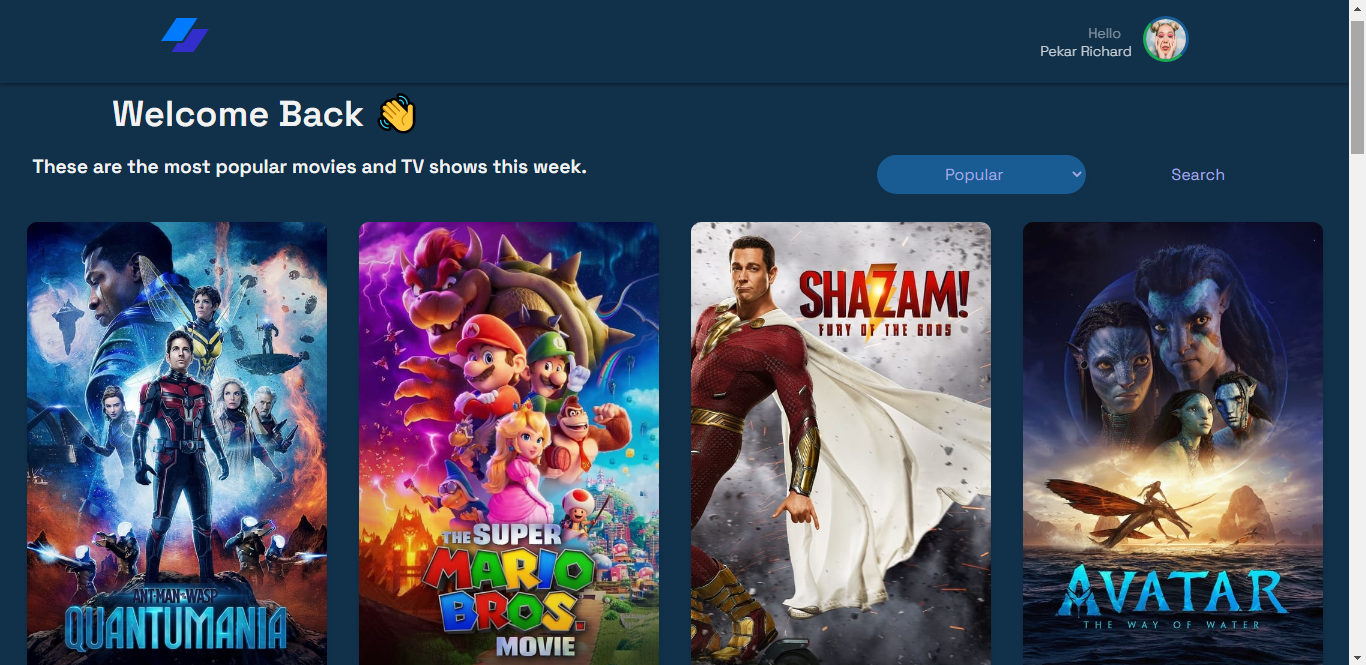 Hello
Pekar Richard
Welcome Back 👋
These are the most popular movies and TV shows this week.
Popular
Search
ANT-MAN AND THE WASP
QUANTUMANIA
THE SUPER
MARIO
BROS.
MOVIE
SHAZAM!
FURY OF THE GODS
AVATAR
THE WAY OF WATER